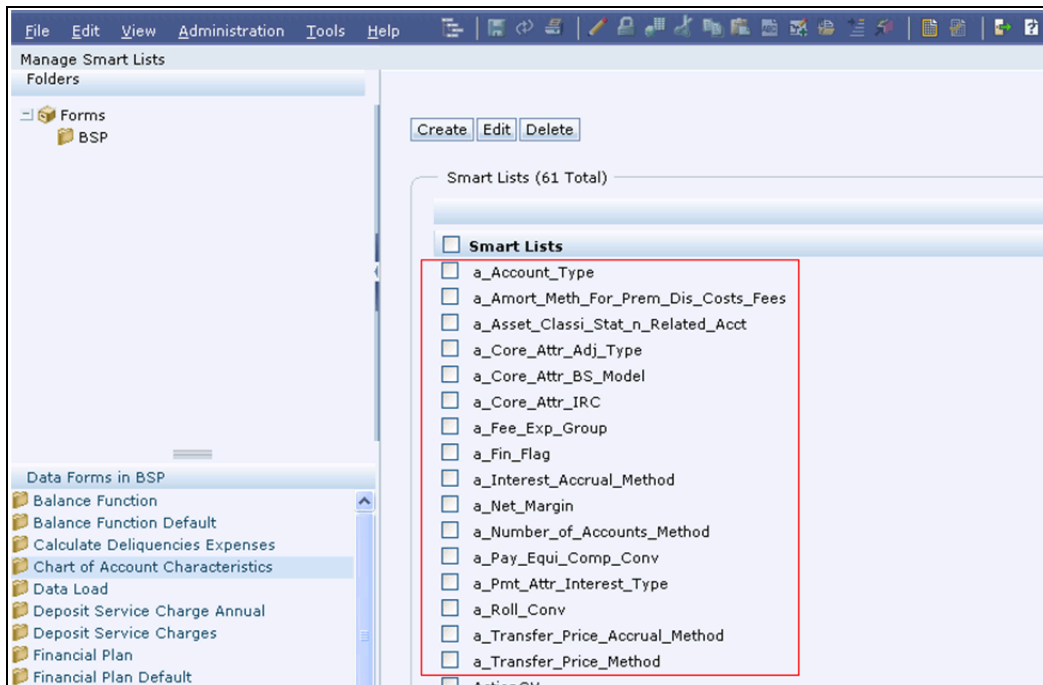 File Edit View Administration Tools Help
Manage Smart Lists
Folders
Forms
BSP
Create Edit Delete
Smart Lists (61 Total)
Smart Lists
a_Account_Type
a_Amort_Meth_For_Prem_Dis_Costs_Fees
a_Asset_Classi_Stat_n_Related_Acct
a_Core_Attr_Adj_Type
a_Core_Attr_BS_Model
a_Core_Attr_IRC
a_Fee_Exp_Group
a_Fin_Flag
a_Interest_Accrual_Method
a_Net_Margin
a_Number_of_Accounts_Method
a_Pay_Equi_Comp_Conv
a_Pmt_Attr_Interest_Type
a_Roll_Conv
a_Transfer_Price_Accrual_Method
a_Transfer_Price_Method
Data Forms in BSP
Balance Function
Balance Function Default
Calculate Deliquencies Expenses
Chart of Account Characteristics
Data Load
Deposit Service Charge Annual
Deposit Service Charges
Financial Plan
Financial Plan Default